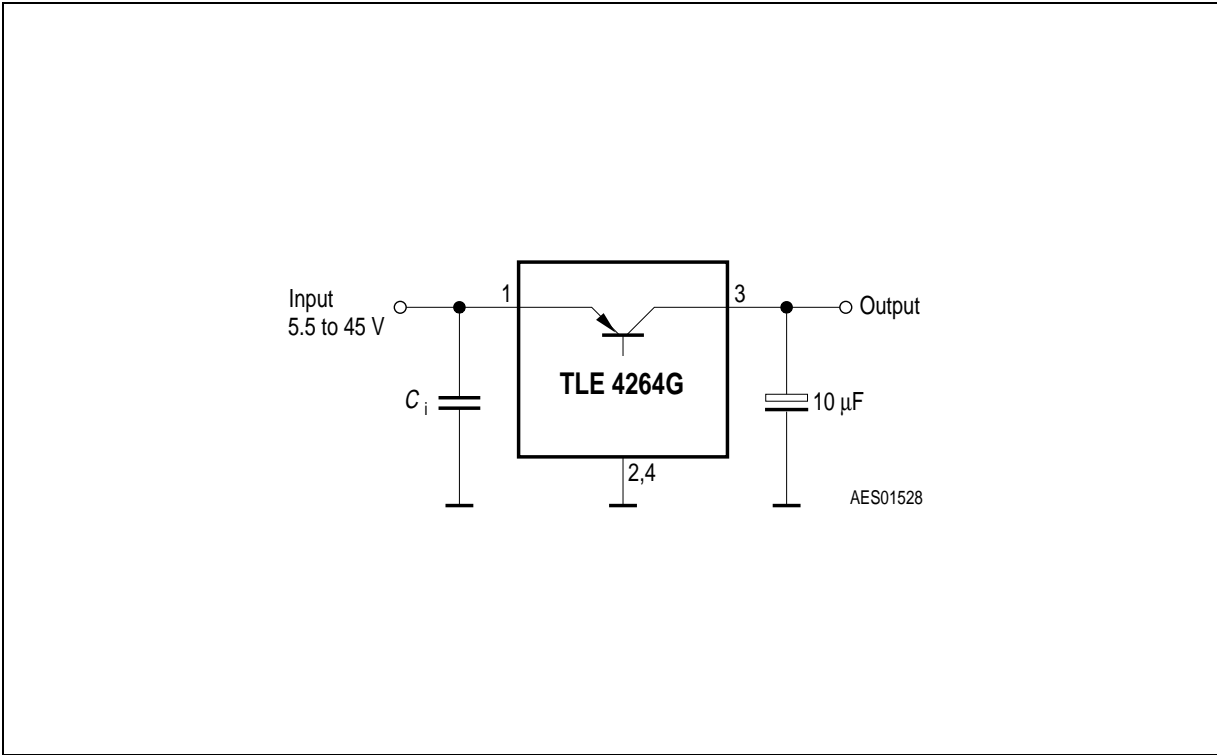 Input
5.5 to 45 V
1
3
Output
TLE 4264G
C i
10 μF
2,4
AES01528